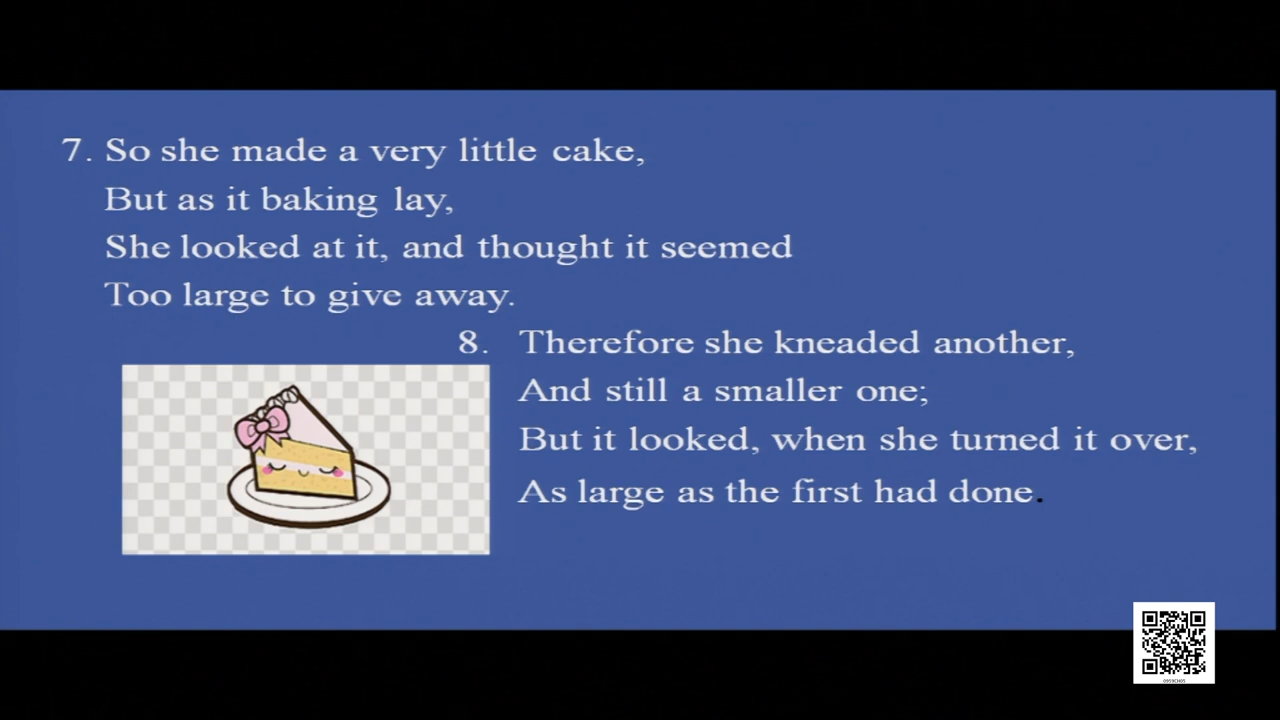 7. So she made a very little cake,
But as it baking lay,
She looked at it, and thought it seemed
Too large to give away.
8. Therefore she kneaded another,
And still a smaller one;
But it looked, when she turned it over,
As large as the first had done.